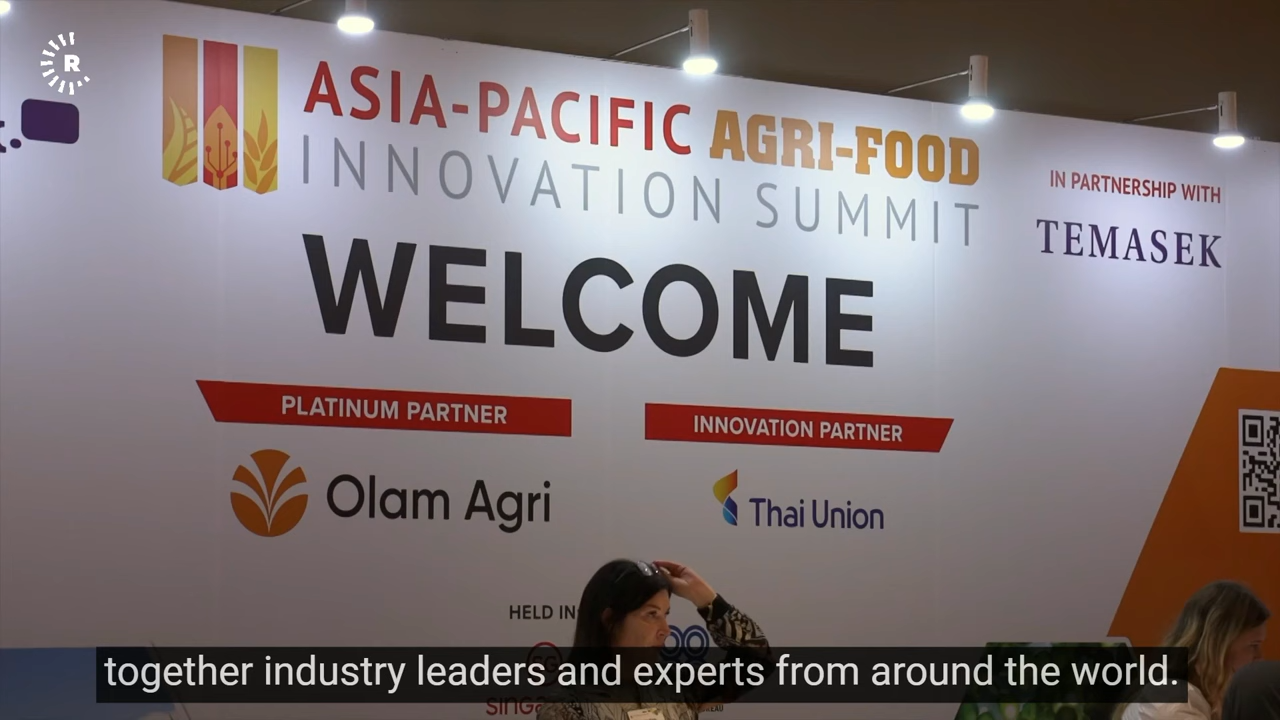 R
ASIA-PACIFIC AGRI-FOOD
INNOVATION SUMMIT
IN PARTNERSHIP WITH
TEMASEK
WELCOME
PLATINUM PARTNER
INNOVATION PARTNER
Olam Agri
Thai Union
HELD IN
together industry leaders and experts from around the world.